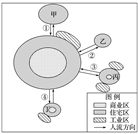 甲
①
乙
②
③
丙
④
丁
图例
商业区
住宅区
工业区
人流方向